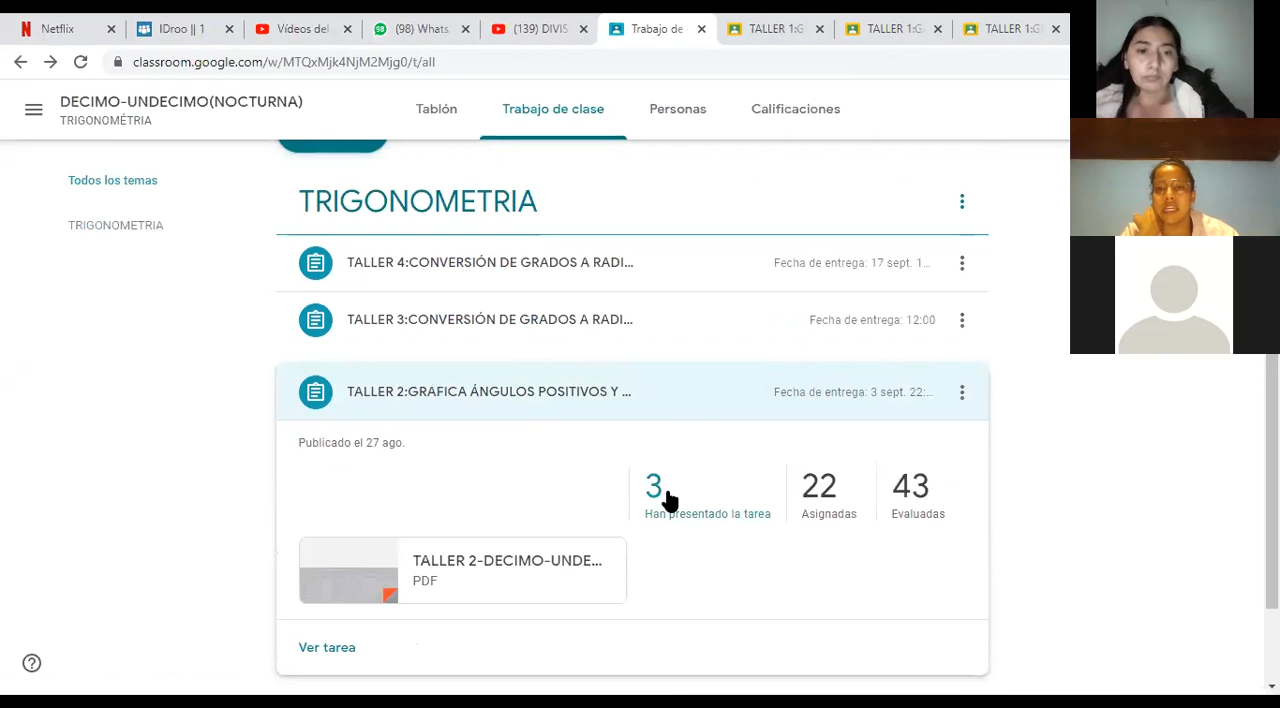 Netflix
IDroo || 1
Vídeos del
(98) Whats
(139) DIVIS
Trabajo de
TALLER 1:G
TALLER 1:G
TALLER 1:G
classroom.google.com/w/MTQxMjk4NjM2Mjg0/t/all
DECIMO-UNDECIMO(NOCTURNA)
TRIGONOMÉTRIA
Tablón
Trabajo de clase
Personas
Calificaciones
Todos los temas
TRIGONOMETRIA
TRIGONOMETRIA
TALLER 4:CONVERSIÓN DE GRADOS A RADI...
Fecha de entrega: 17 sept. 1...
TALLER 3:CONVERSIÓN DE GRADOS A RADI...
Fecha de entrega: 12:00
TALLER 2:GRAFICA ÁNGULOS POSITIVOS Y ...
Fecha de entrega: 3 sept. 22:...
Publicado el 27 ago.
3
Han presentado la tarea
22
Asignadas
43
Evaluadas
TALLER 2-DECIMO-UNDE...
PDF
Ver tarea